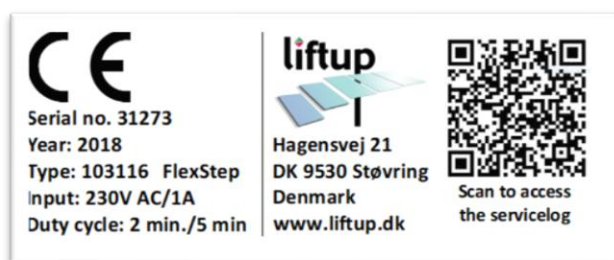 CE
Serial no. 31273
Year: 2018
Type: 103116 FlexStep
Input: 230V AC/1A
Duty cycle: 2 min./5 min
liftup
Hagensvej 21
DK 9530 Støvring
Denmark
www.liftup.dk
Scan to access
the servicelog